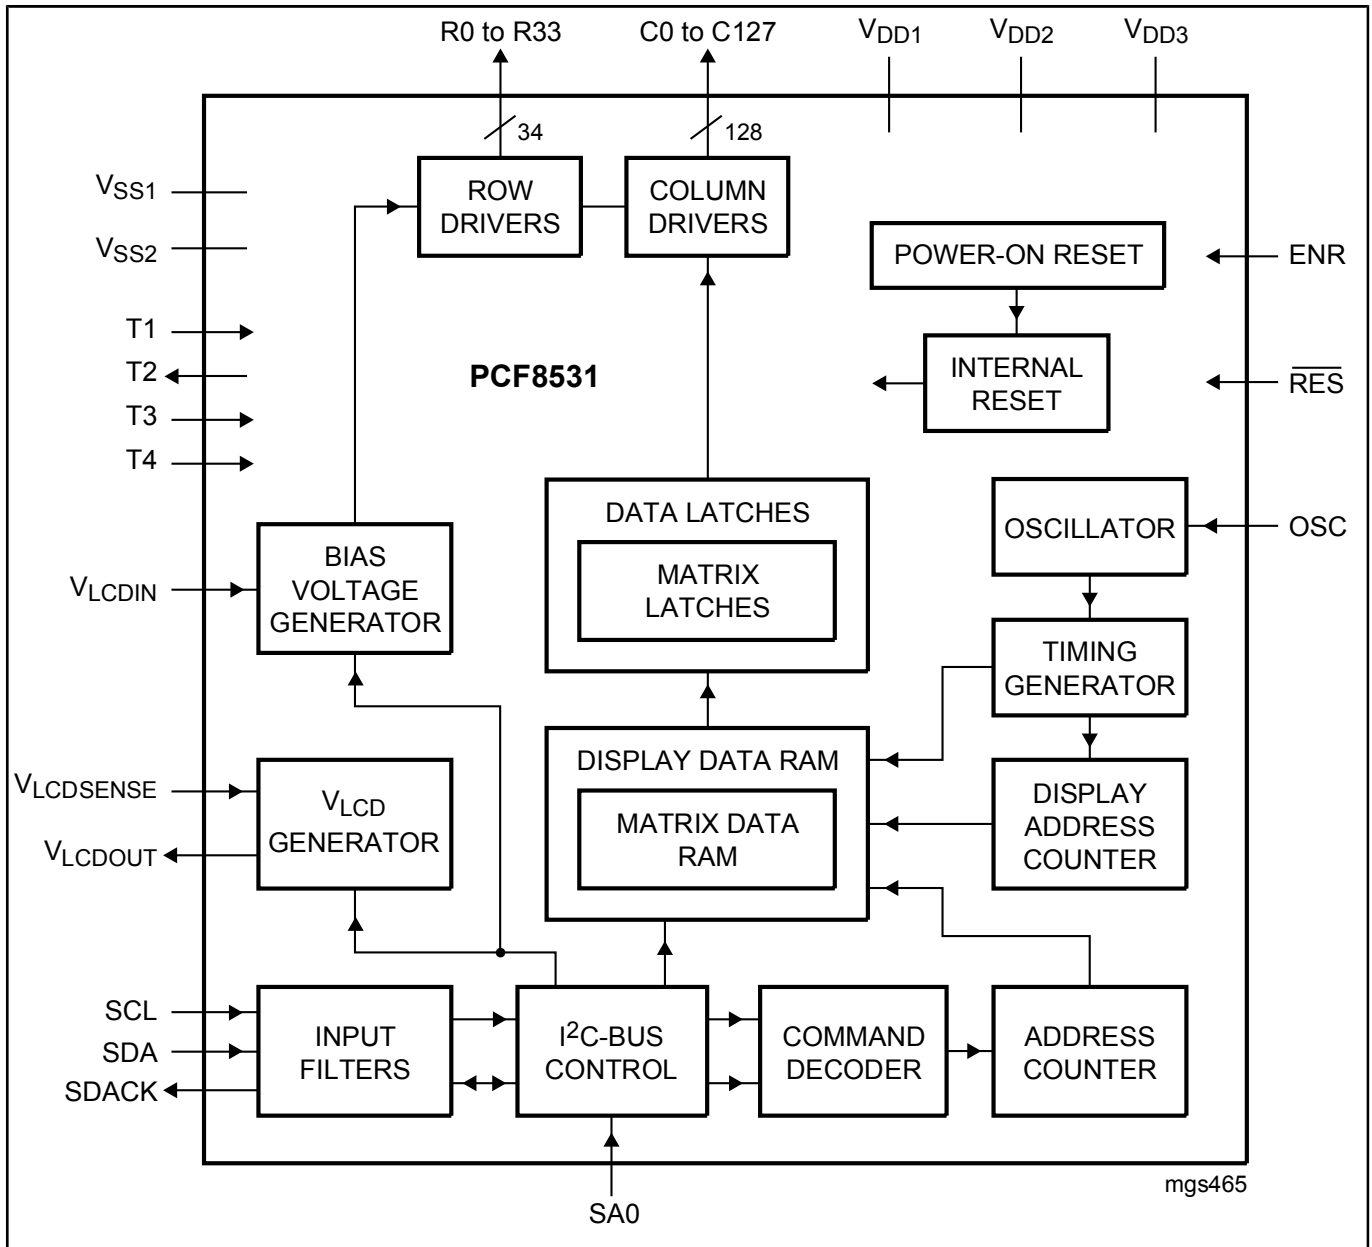 R0 to R33
C0 to C127
VDD1
VDD2
VDD3
34
128
VSS1
ROW
DRIVERS
COLUMN
DRIVERS
VSS2
POWER-ON RESET
ENR
T1
T2
T3
T4
PCF8531
INTERNAL
RESET
RES
DATA LATCHES
MATRIX
LATCHES
OSCILLATOR
OSC
VLCDIN
BIAS
VOLTAGE
GENERATOR
TIMING
GENERATOR
VLCDSENSE
VLCDOUT
VLCD
GENERATOR
DISPLAY DATA RAM
MATRIX DATA
RAM
DISPLAY
ADDRESS
COUNTER
SCL
SDA
SDACK
INPUT
FILTERS
I²C-BUS
CONTROL
COMMAND
DECODER
ADDRESS
COUNTER
SA0
mgs465